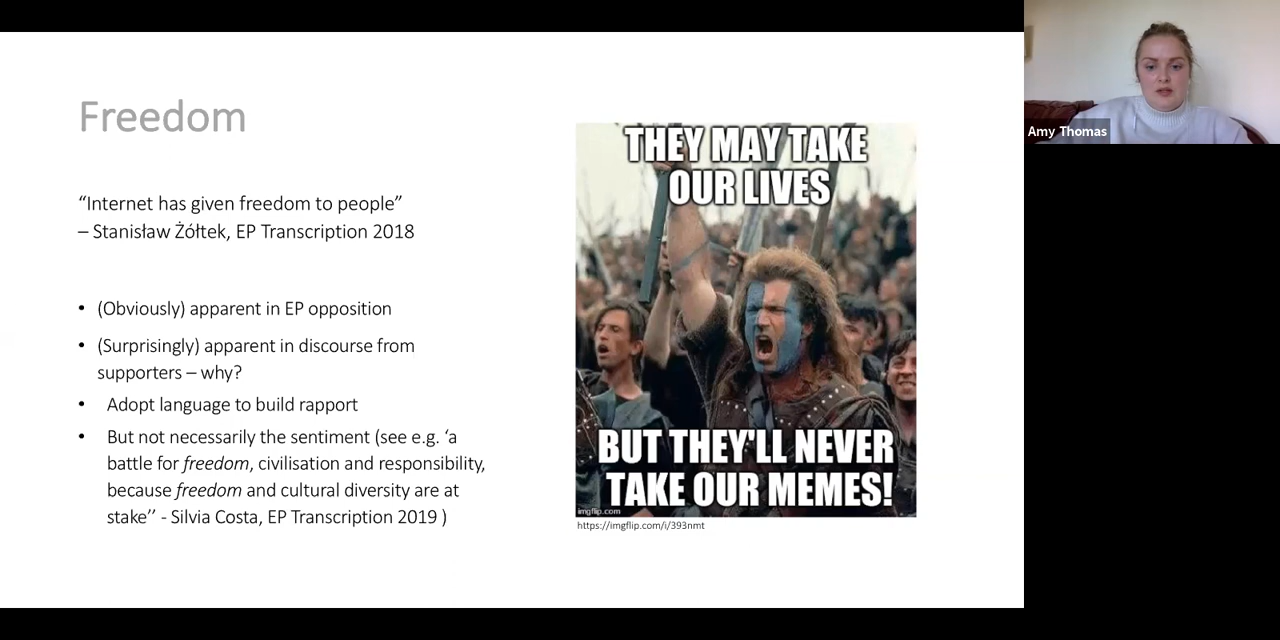 Freedom
“Internet has given freedom to people”
– Stanisław Żółtek, EP Transcription 2018
• (Obviously) apparent in EP opposition
• (Surprisingly) apparent in discourse from
supporters – why?
• Adopt language to build rapport
• But not necessarily the sentiment (see e.g. ‘a
battle for freedom, civilisation and responsibility,
because freedom and cultural diversity are at
stake’’ - Silvia Costa, EP Transcription 2019 )
THEY MAY TAKE
OUR LIVES
BUT THEY'LL NEVER
TAKE OUR MEMES!
imgflip.com
https://imgflip.com/i/393nmt
Amy Thomas